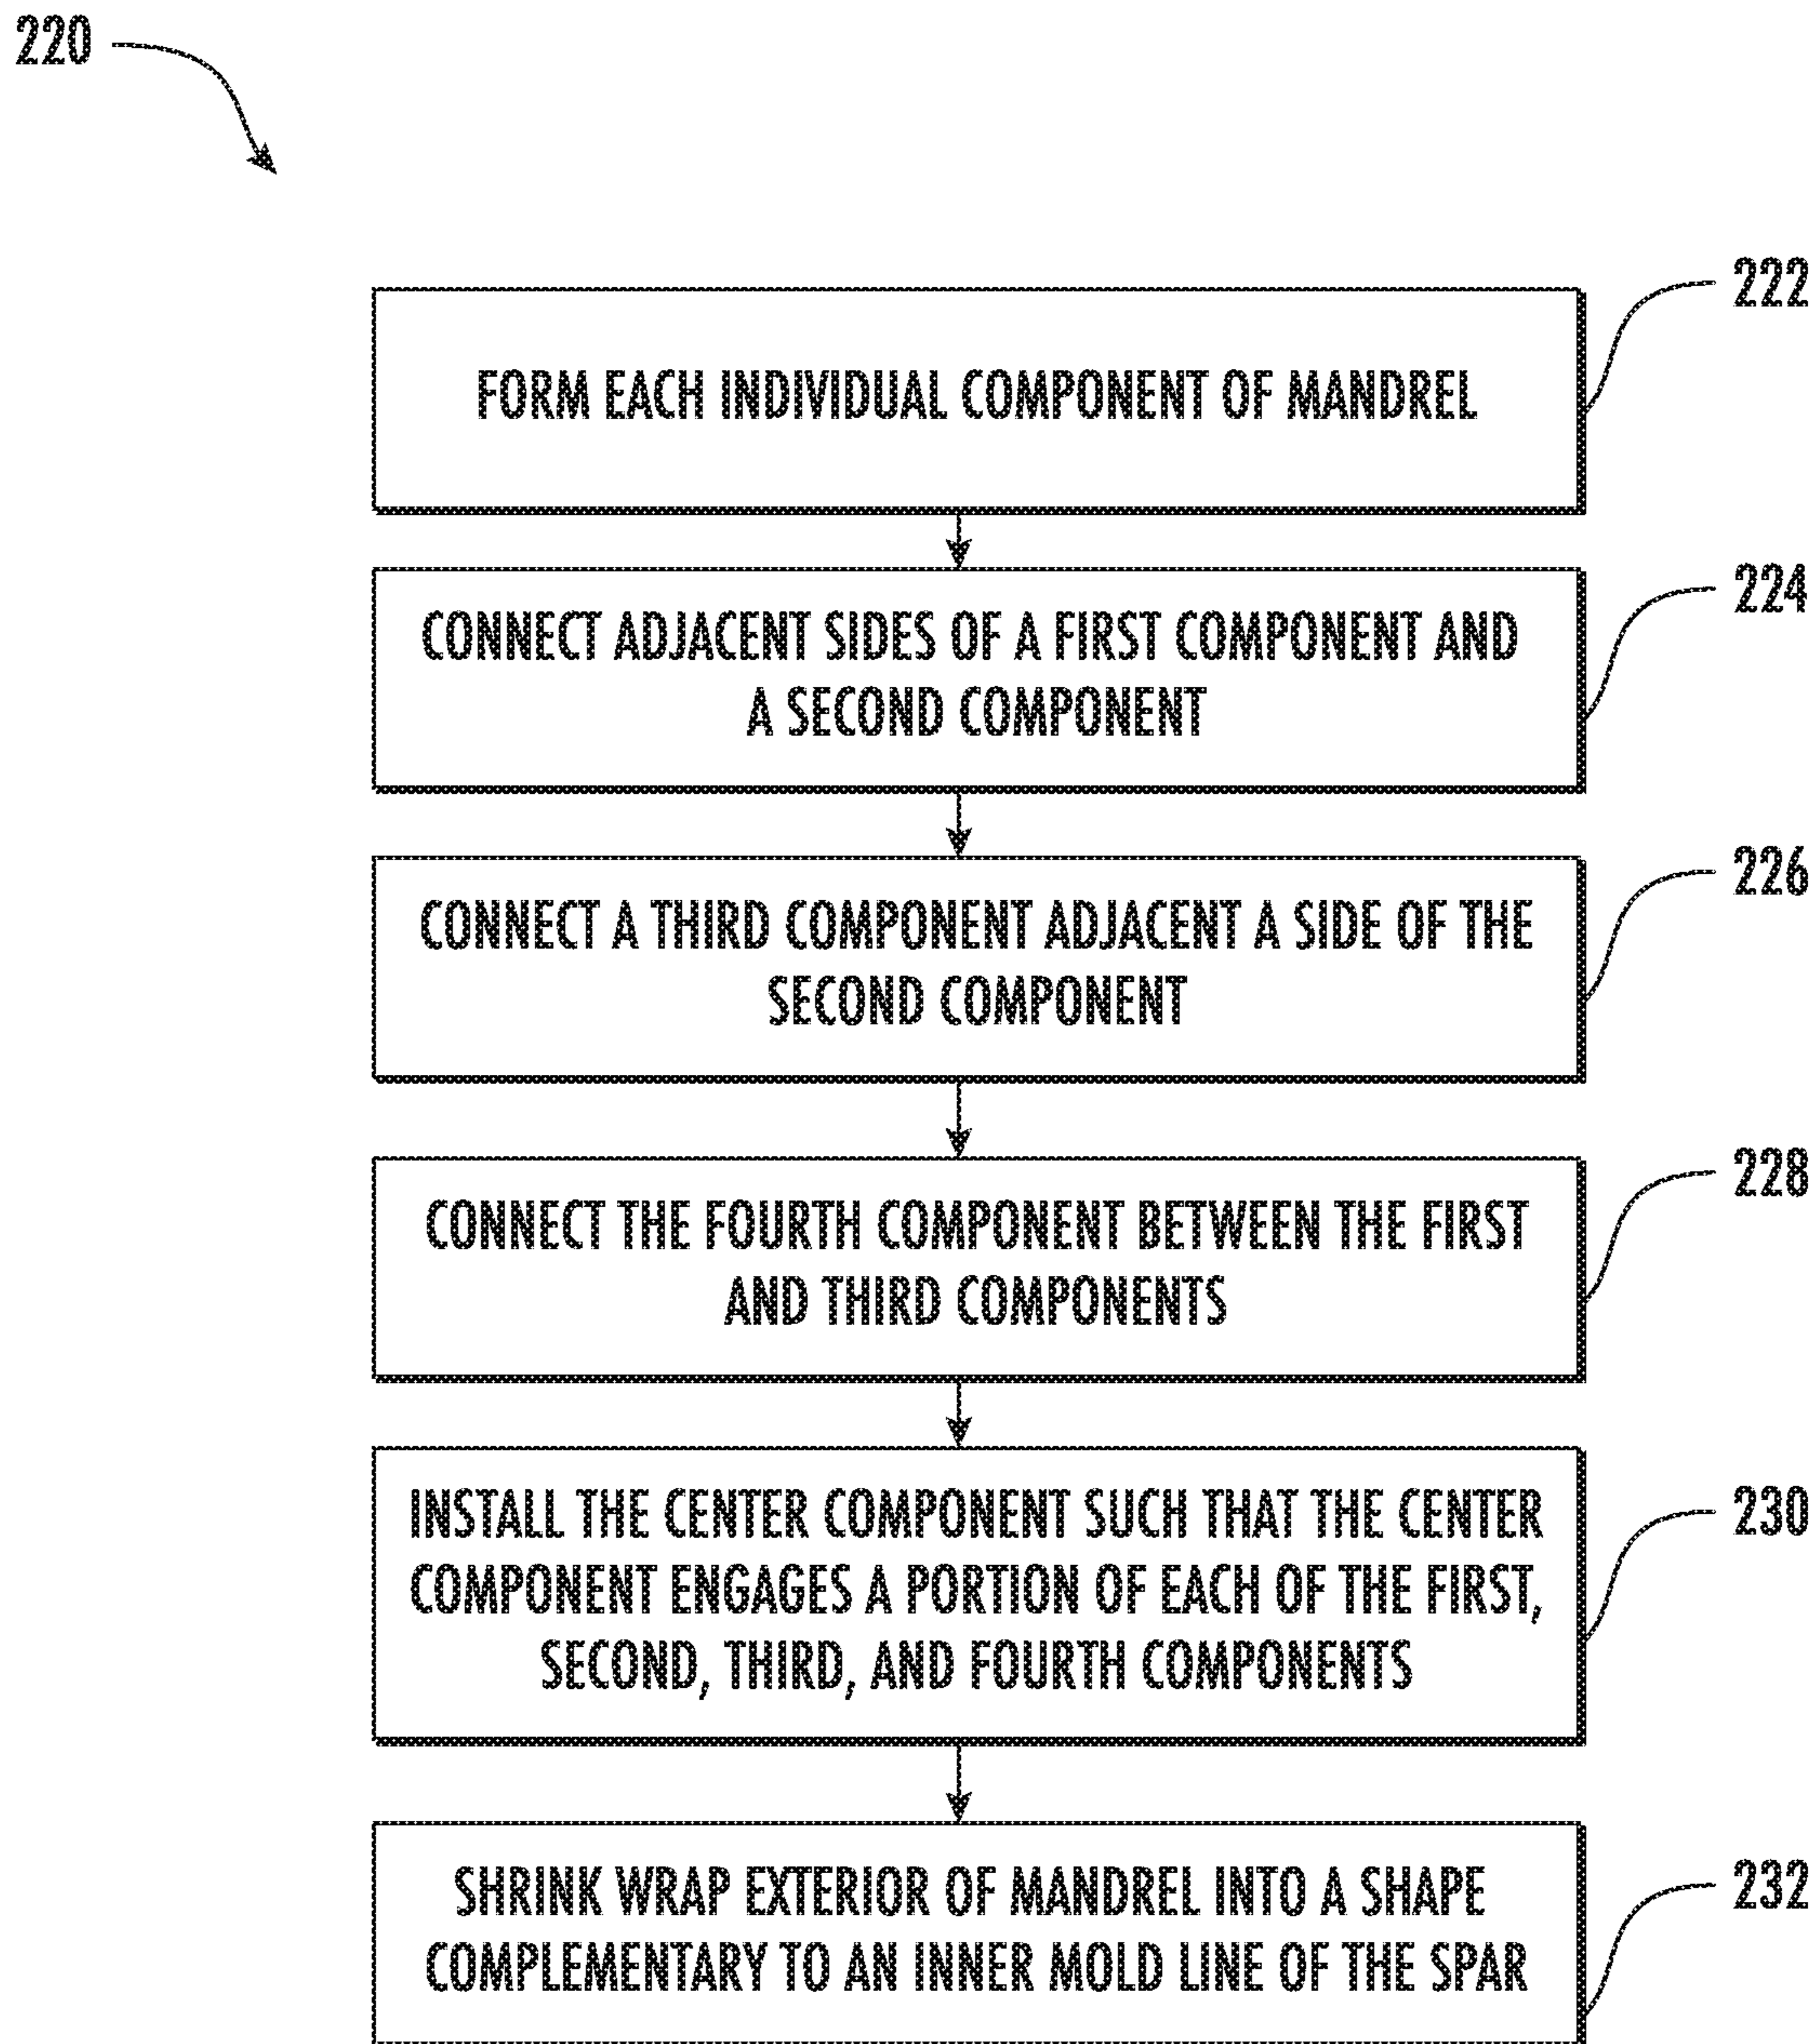 220
222
FORM EACH INDIVIDUAL COMPONENT OF MANDREL
224
CONNECT ADJACENT SIDES OF A FIRST COMPONENT AND
A SECOND COMPONENT
226
CONNECT A THIRD COMPONENT ADJACENT A SIDE OF THE
SECOND COMPONENT
228
CONNECT THE FOURTH COMPONENT BETWEEN THE FIRST
AND THIRD COMPONENTS
230
INSTALL THE CENTER COMPONENT SUCH THAT THE CENTER
COMPONENT ENGAGES A PORTION OF EACH OF THE FIRST,
SECOND, THIRD, AND FOURTH COMPONENTS
232
SHRINK WRAP EXTERIOR OF MANDREL INTO A SHAPE
COMPLEMENTARY TO AN INNER MOLD LINE OF THE SPAR